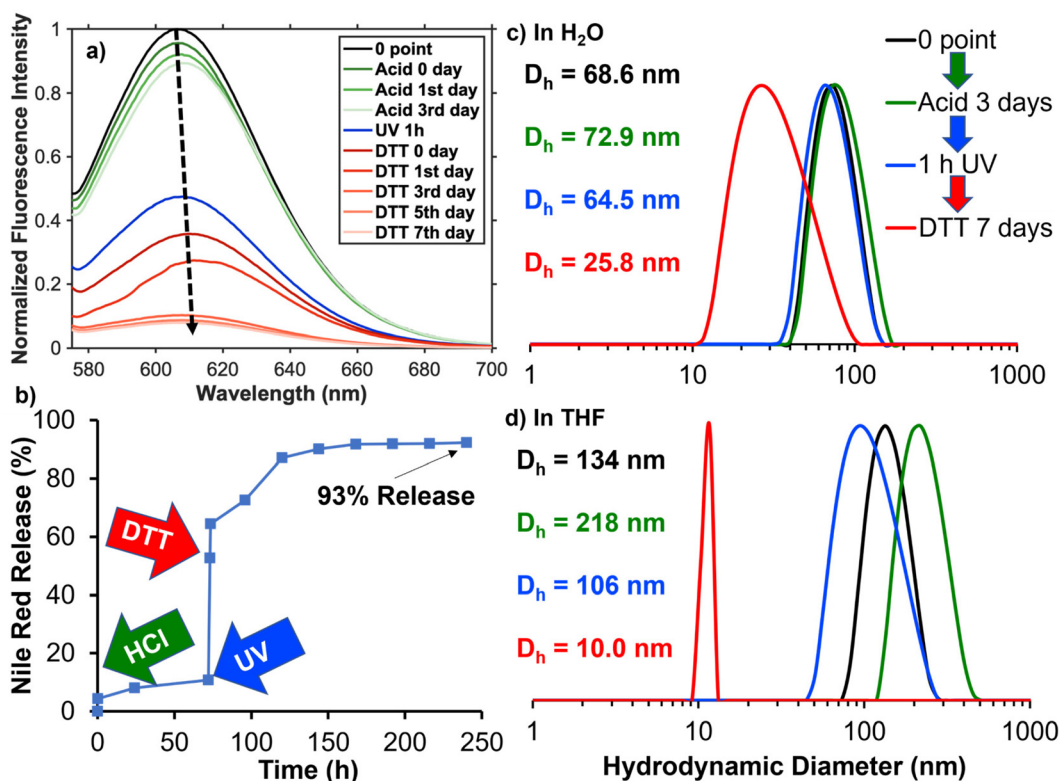 a)
Normalized Fluorescence Intensity
1
0.8
0.6
0.4
0.2
0
580
600
620
640
660
680
700
Wavelength (nm)
0 point
Acid 0 day
Acid 1st day
Acid 3rd day
UV 1h
DTT 0 day
DTT 1st day
DTT 3rd day
DTT 5th day
DTT 7th day
b)
Nile Red Release (%)
100
80
60
40
20
0
0
50
100
150
200
250
Time (h)
DTT
HCl
UV
93% Release
c) In H₂O
Dₕ = 68.6 nm
Dₕ = 72.9 nm
Dₕ = 64.5 nm
Dₕ = 25.8 nm
0 point
Acid 3 days
1 h UV
DTT 7 days
1
10
100
1000
d) In THF
Dₕ = 134 nm
Dₕ = 218 nm
Dₕ = 106 nm
Dₕ = 10.0 nm
1
10
100
1000
Hydrodynamic Diameter (nm)